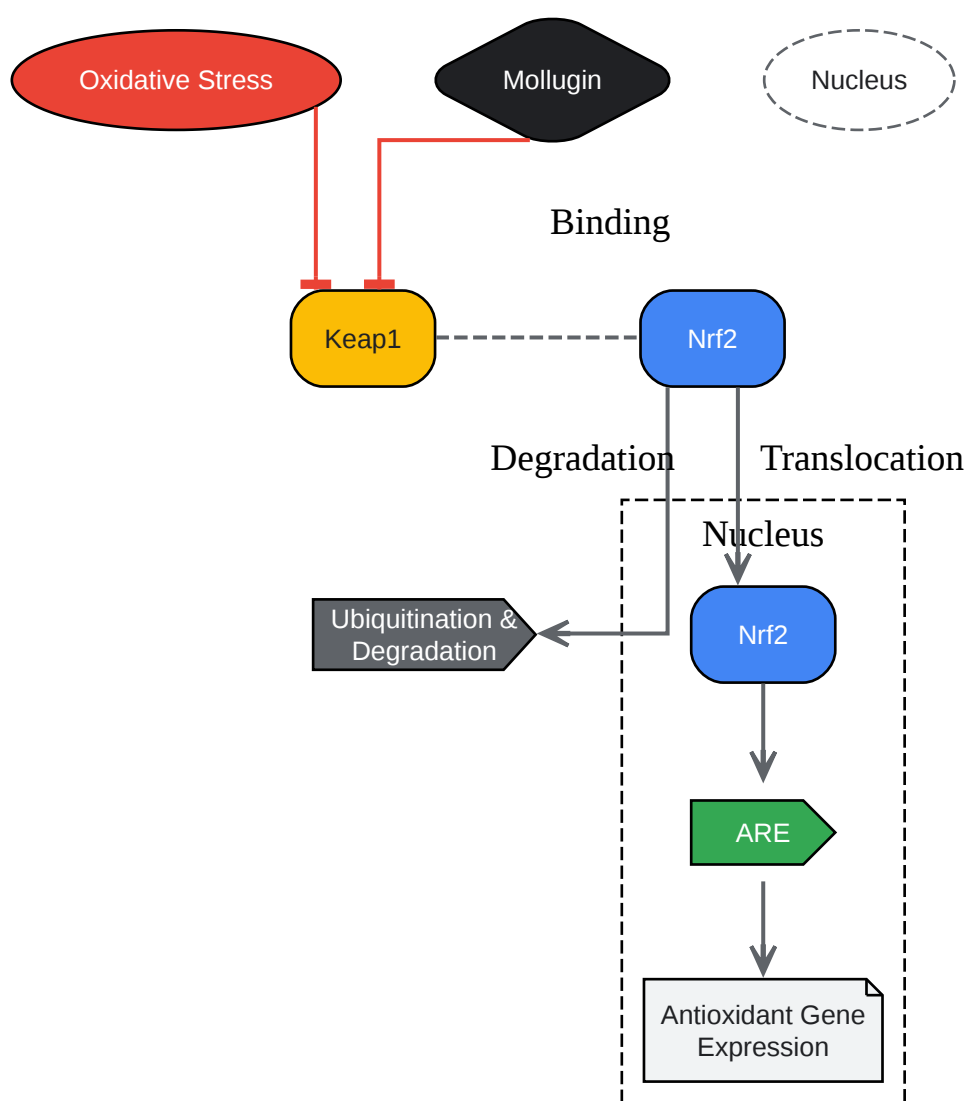 Oxidative Stress
Mollugin
Nucleus
Binding
Keap1
Nrf2
Degradation
Translocation
Nucleus
Ubiquitination &
Degradation
Nrf2
ARE
Antioxidant Gene
Expression